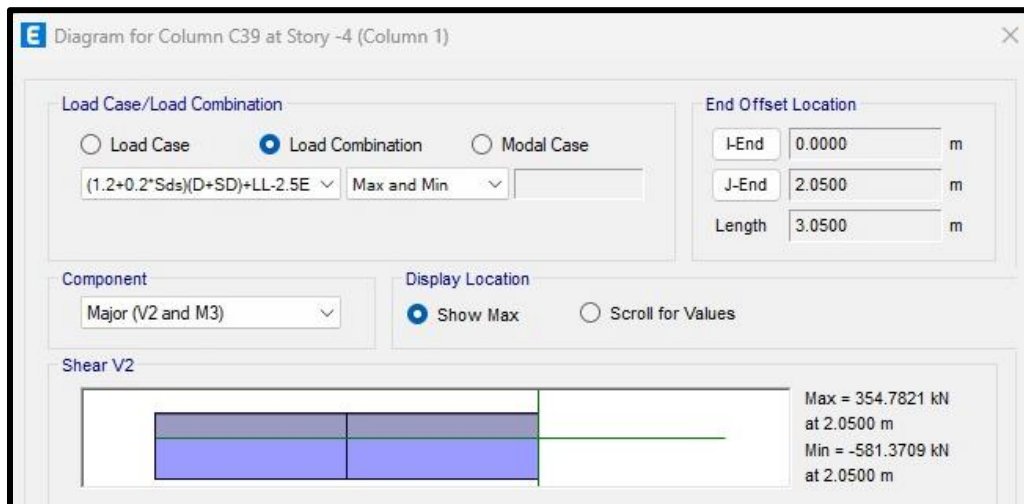 E Diagram for Column C39 at Story -4 (Column 1)
Load Case/Load Combination
Load Case Load Combination Modal Case
(1.2+0.2*Sds)(D+SD)+LL-2.5E Max and Min
End Offset Location
I-End 0.0000 m
J-End 2.0500 m
Length 3.0500 m
Component
Major (V2 and M3)
Display Location
Show Max Scroll for Values
Shear V2
Max = 354.7821 kN
at 2.0500 m
Min = -581.3709 kN
at 2.0500 m